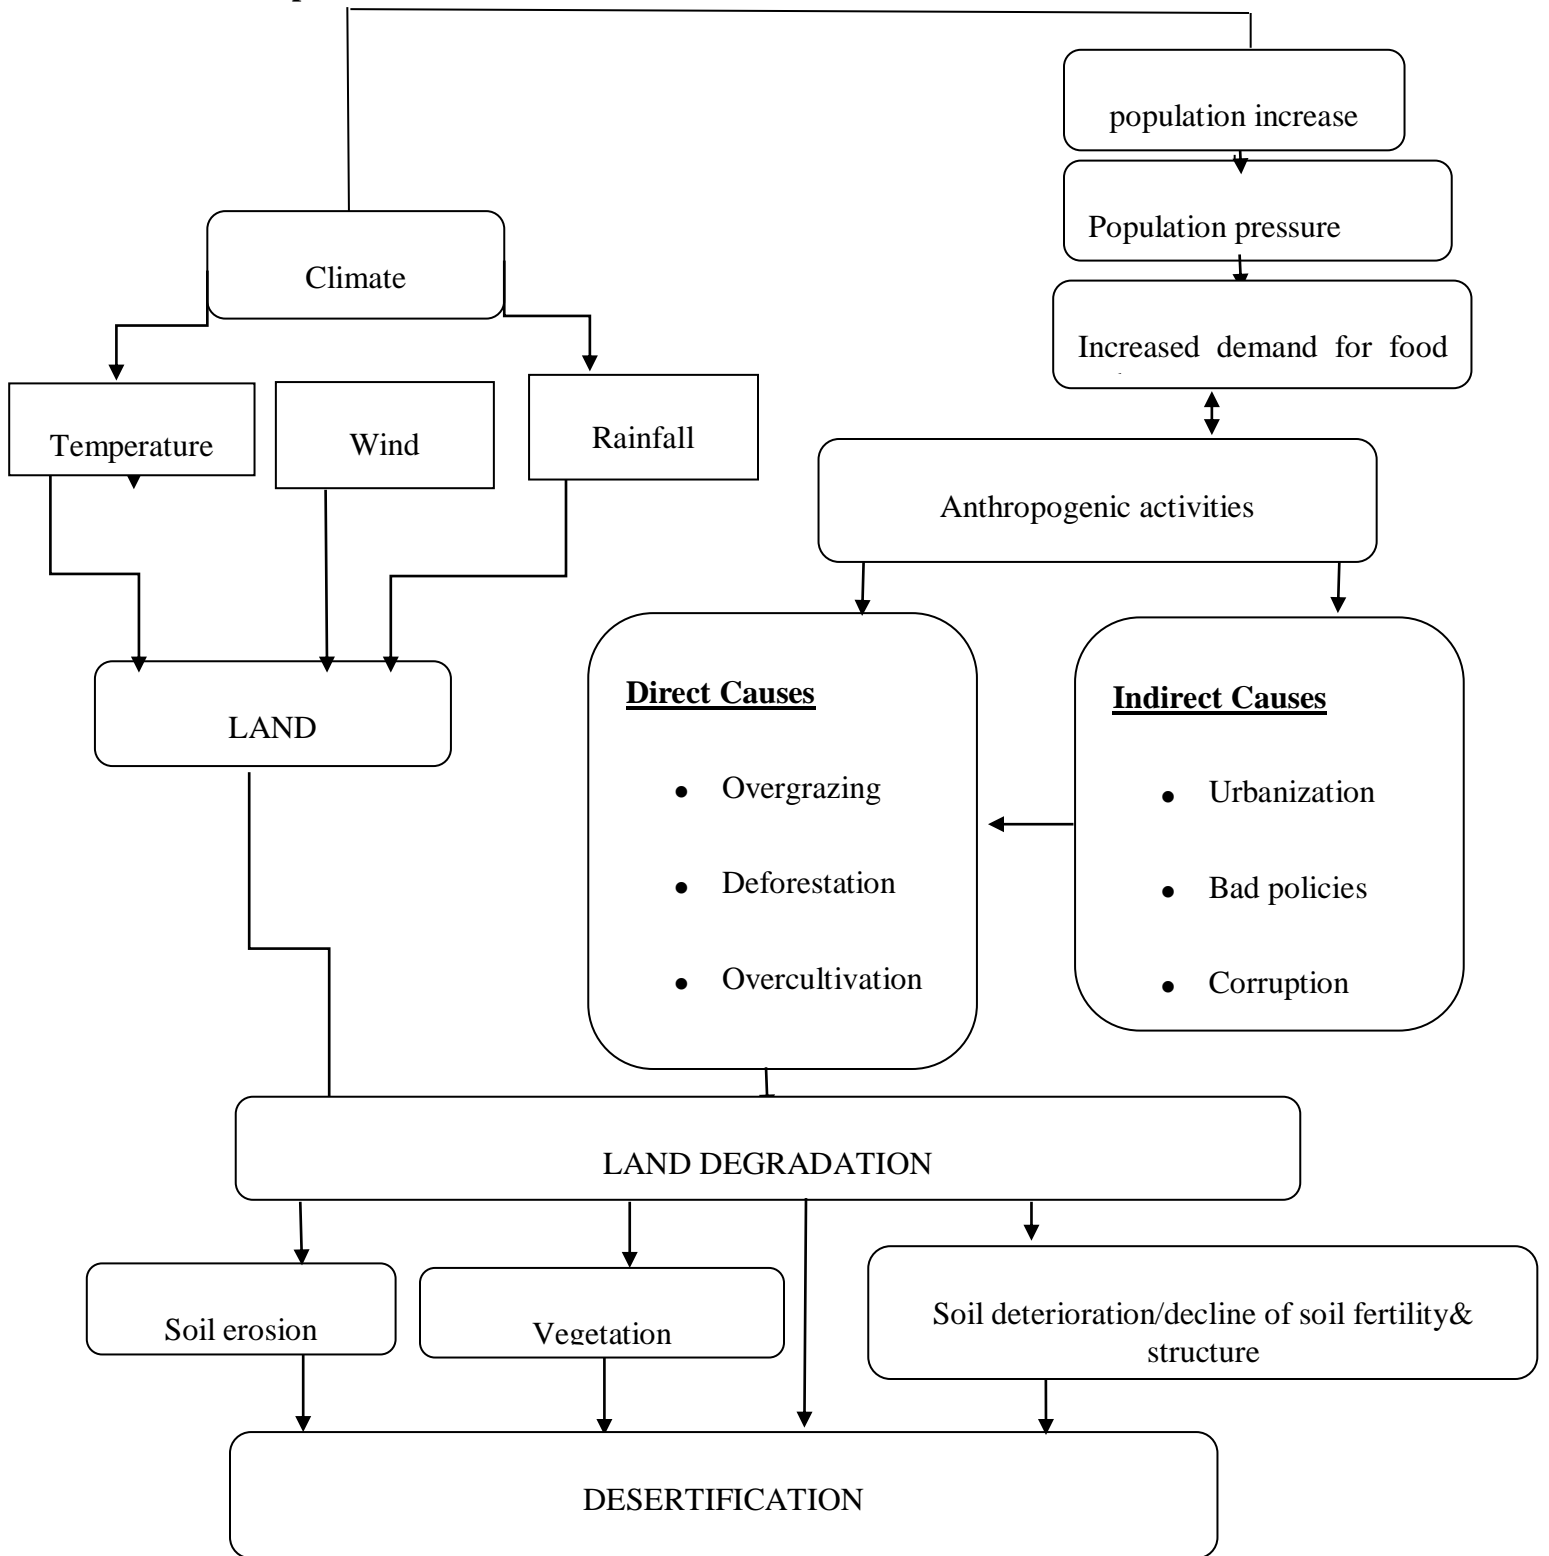 population increase
Population pressure
Climate
Increased demand for food
Temperature
Wind
Rainfall
Anthropogenic activities
Direct Causes
• Overgrazing
• Deforestation
• Overcultivation
Indirect Causes
• Urbanization
• Bad policies
• Corruption
LAND
LAND DEGRADATION
Soil erosion
Vegetation
Soil deterioration/decline of soil fertility&
structure
DESERTIFICATION